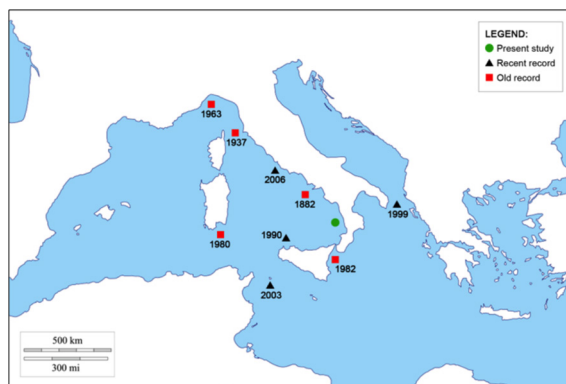 LEGEND:
Present study
Recent record
Old record
1963
1937
2006
1882
1999
1990
1980
1982
2003
500 km
300 mi